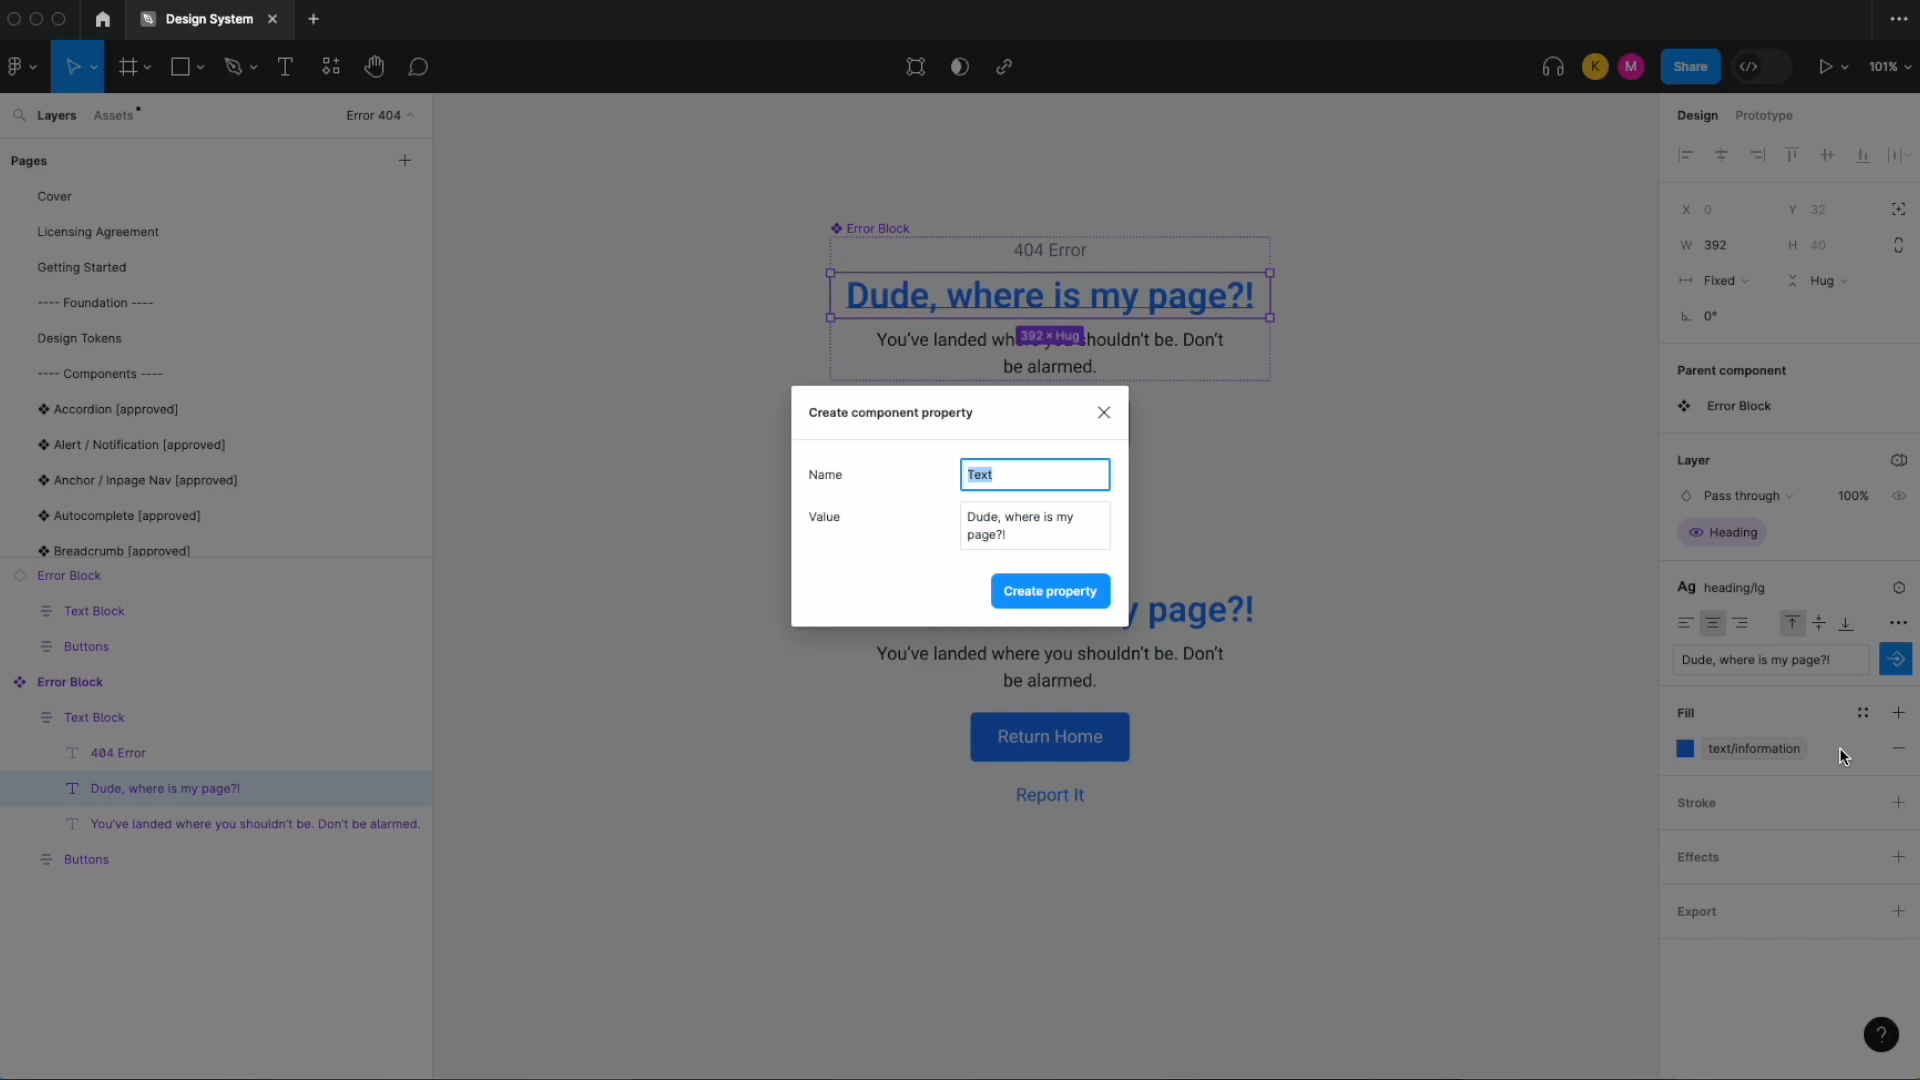 Design System
K
M
Share
101%
Layers
Assets
Error 404
Pages
Cover
Licensing Agreement
Getting Started
---- Foundation ----
Design Tokens
---- Components ----
Accordion [approved]
Alert / Notification [approved]
Anchor / Inpage Nav [approved]
Autocomplete [approved]
Breadcrumb [approved]
Error Block
Text Block
Buttons
Error Block
Text Block
404 Error
Dude, where is my page?!
You've landed where you shouldn't be. Don't be alarmed.
Buttons
Error Block
404 Error
Dude, where is my page?!
You've landed where you shouldn't be. Don't
be alarmed.
392 × Hug
Create component property
Name
Text
Value
Dude, where is my
page?!
Create property
y page?!
You've landed where you shouldn't be. Don't
be alarmed.
Return Home
Report It
Design
Prototype
X 0
Y 32
W 392
H 40
Fixed
Hug
0°
Parent component
Error Block
Layer
Pass through
100%
Heading
Ag heading/lg
Dude, where is my page?!
Fill
text/information
Stroke
Effects
Export
?